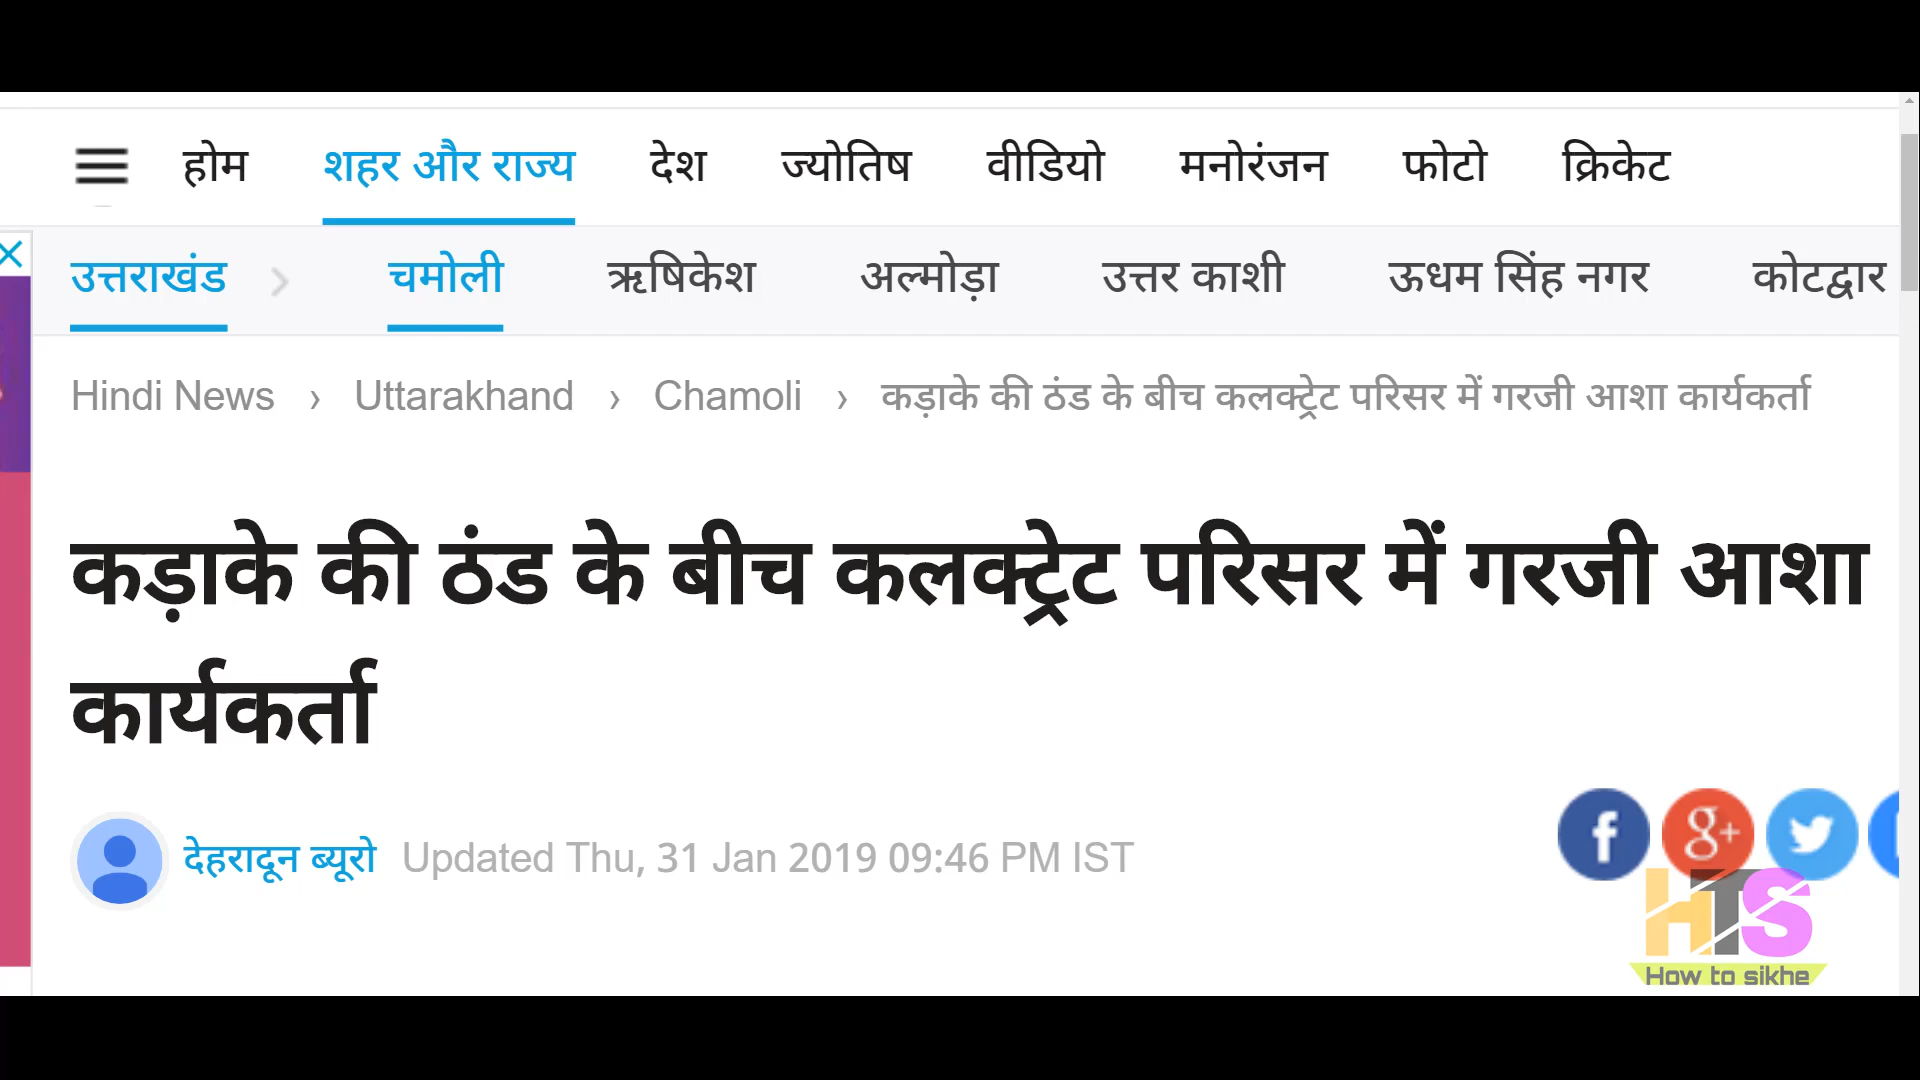 होम शहर और राज्य देश ज्योतिष वीडियो मनोरंजन फोटो क्रिकेट
उत्तराखंड › चमोली ऋषिकेश अल्मोड़ा उत्तर काशी ऊधम सिंह नगर कोटद्वार
Hindi News › Uttarakhand › Chamoli › कड़ाके की ठंड के बीच कलक्ट्रेट परिसर में गरजी आशा कार्यकर्ता
कड़ाके की ठंड के बीच कलक्ट्रेट परिसर में गरजी आशा
कार्यकर्ता
देहरादून ब्यूरो Updated Thu, 31 Jan 2019 09:46 PM IST
HTS
How to sikhe